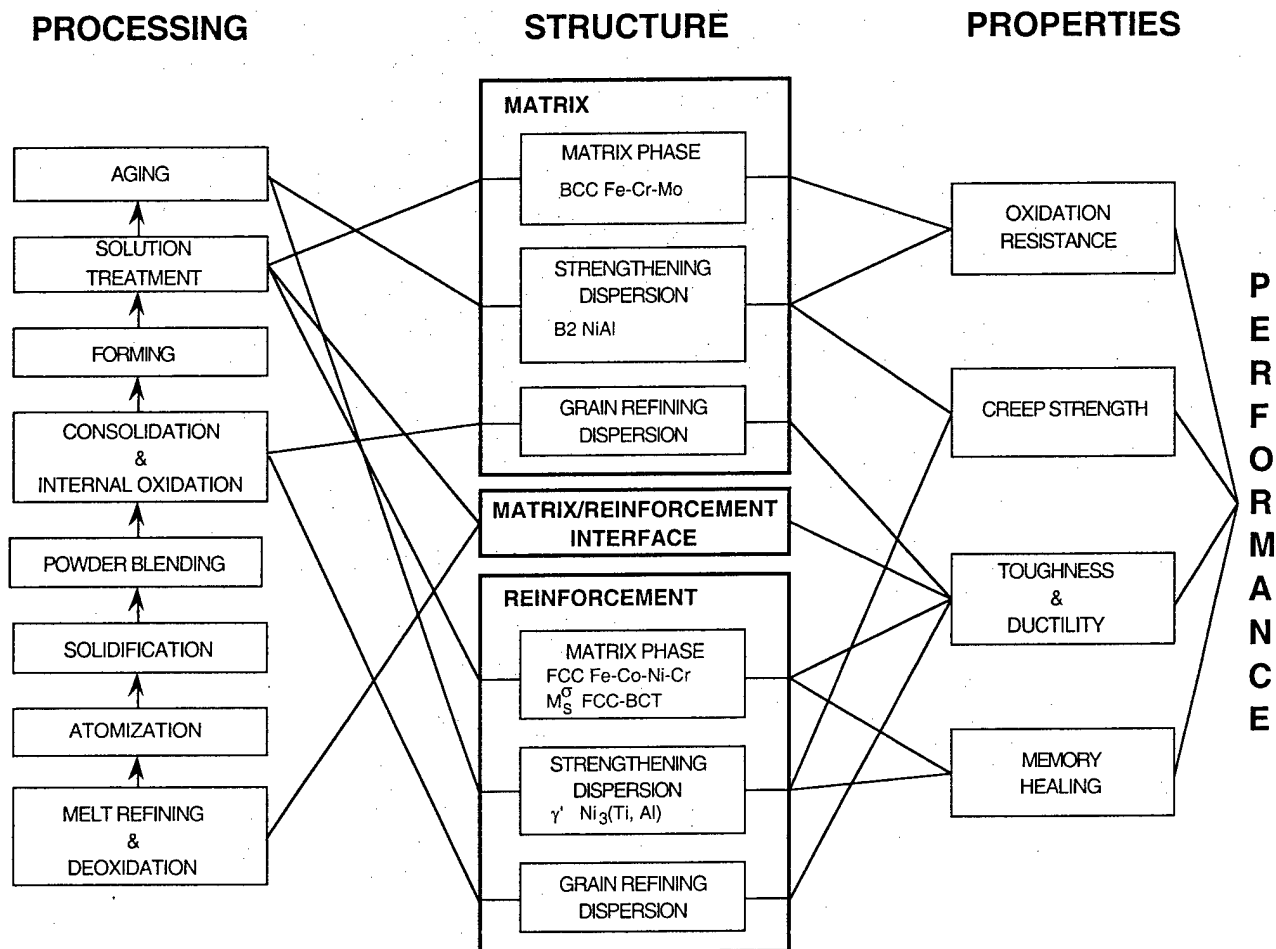 PROCESSING
STRUCTURE
PROPERTIES
AGING
SOLUTION
TREATMENT
FORMING
CONSOLIDATION
&
INTERNAL OXIDATION
POWDER BLENDING
SOLIDIFICATION
ATOMIZATION
MELT REFINING
&
DEOXIDATION
MATRIX
MATRIX PHASE
BCC Fe-Cr-Mo
STRENGTHENING
DISPERSION
B2 NiAl
GRAIN REFINING
DISPERSION
MATRIX/REINFORCEMENT
INTERFACE
REINFORCEMENT
MATRIX PHASE
FCC Fe-Co-Ni-Cr
M_S^σ FCC-BCT
STRENGTHENING
DISPERSION
γ' Ni₃(Ti, Al)
GRAIN REFINING
DISPERSION
OXIDATION
RESISTANCE
CREEP STRENGTH
TOUGHNESS
&
DUCTILITY
MEMORY
HEALING
PERFORMANCE